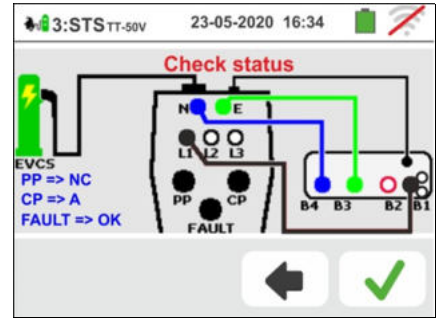 3:STS TT-50V 23-05-2020 16:34
Check status
N E
L1 L2 L3
EVCS
PP => NC
CP => A
FAULT => OK
PP CP
FAULT
B4 B3 B2 B1